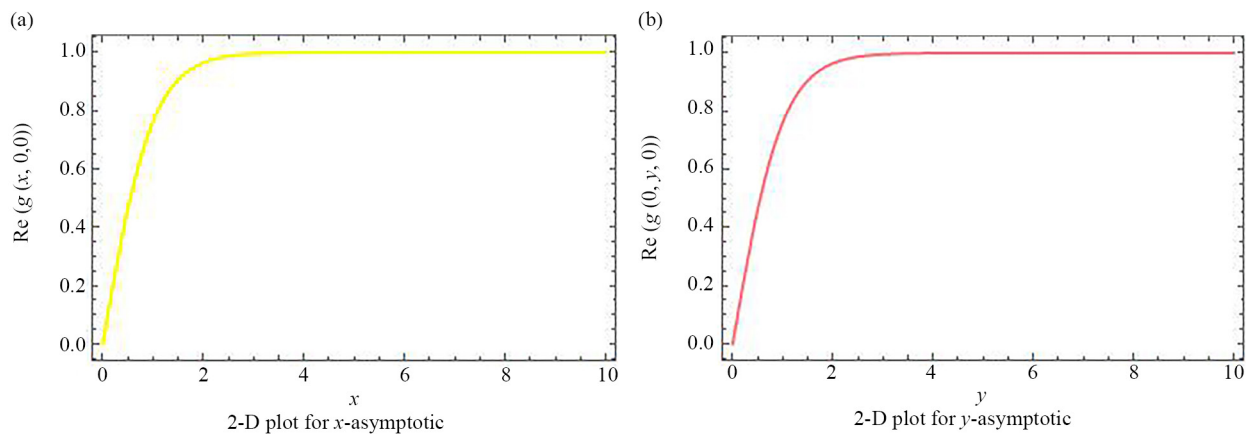 (a)
Re (g (x, 0,0))
1.0
0.8
0.6
0.4
0.2
0.0
0 2 4 6 8 10
x
2-D plot for x-asymptotic
(b)
Re (g (0, y, 0))
1.0
0.8
0.6
0.4
0.2
0.0
0 2 4 6 8 10
y
2-D plot for y-asymptotic